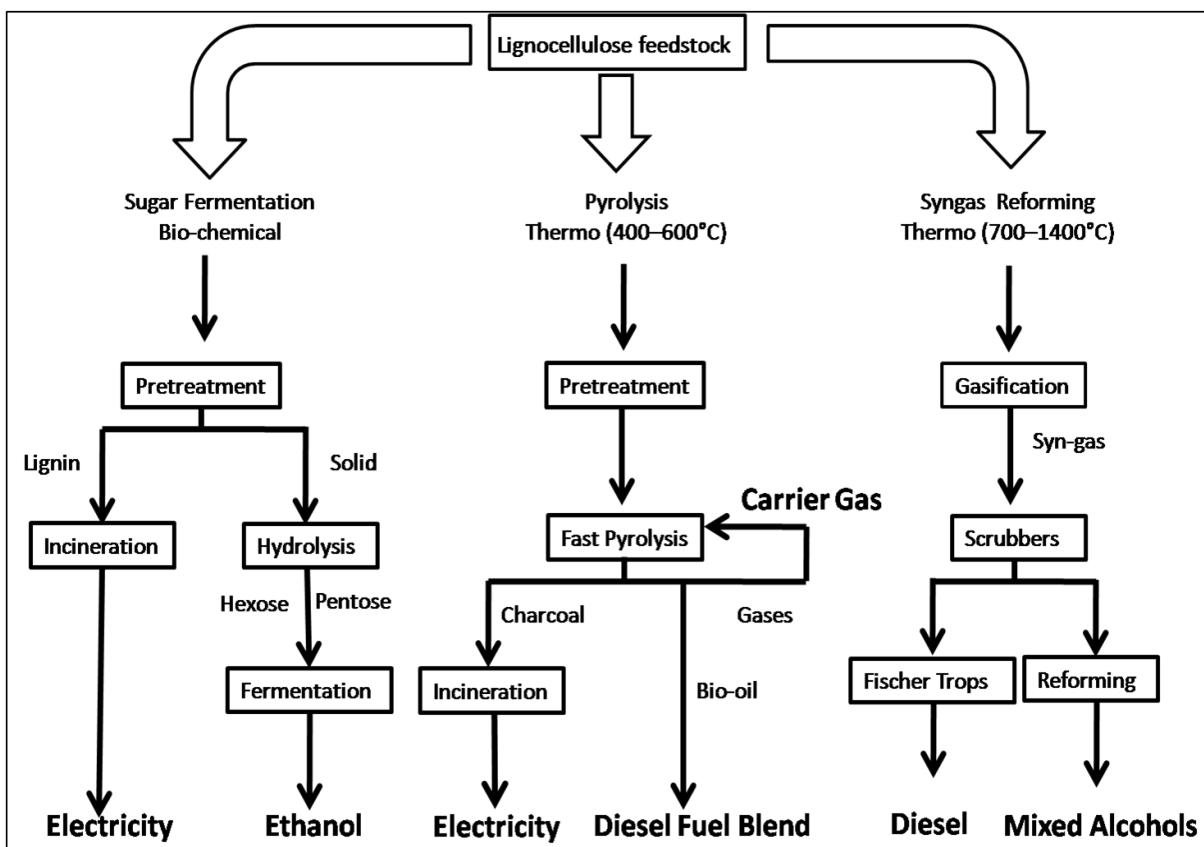 Lignocellulose feedstock
Sugar Fermentation
Bio-chemical
Pyrolysis
Thermo (400–600°C)
Syngas Reforming
Thermo (700–1400°C)
Pretreatment
Pretreatment
Gasification
Lignin
Solid
Syn-gas
Carrier Gas
Incineration
Hydrolysis
Fast Pyrolysis
Scrubbers
Hexose
Pentose
Charcoal
Gases
Fermentation
Incineration
Bio-oil
Fischer Trops
Reforming
Electricity
Ethanol
Electricity
Diesel Fuel Blend
Diesel
Mixed Alcohols